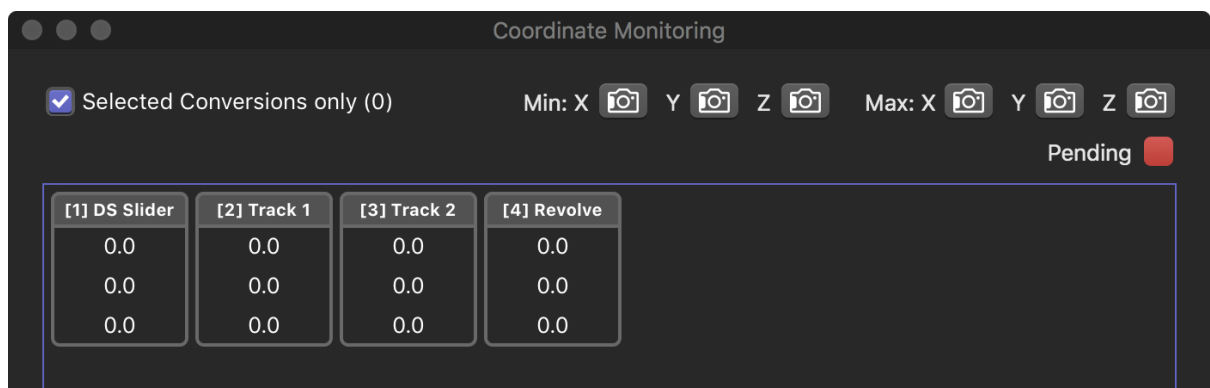 Coordinate Monitoring
Selected Conversions only (0) Min: X Y Z Max: X Y Z
Pending
[1] DS Slider [2] Track 1 [3] Track 2 [4] Revolve
0.0 0.0 0.0 0.0
0.0 0.0 0.0 0.0
0.0 0.0 0.0 0.0